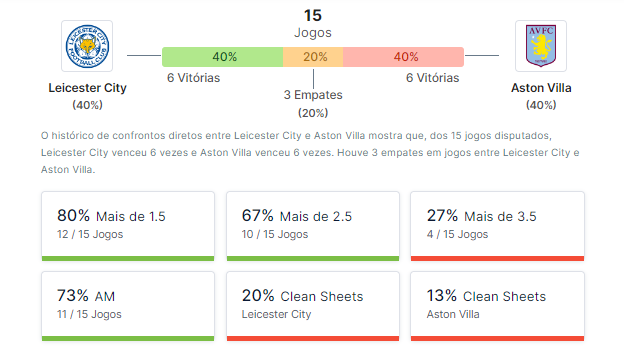 15
Jogos
LEICESTER CITY
FOOTBALL CLUB
AVFC
40%
20%
40%
6 Vitórias
6 Vitórias
Leicester City
(40%)
3 Empates
(20%)
Aston Villa
(40%)
O histórico de confrontos diretos entre Leicester City e Aston Villa mostra que, dos 15 jogos disputados,
Leicester City venceu 6 vezes e Aston Villa venceu 6 vezes. Houve 3 empates em jogos entre Leicester City e
Aston Villa.
80% Mais de 1.5
12 / 15 Jogos
67% Mais de 2.5
10 / 15 Jogos
27% Mais de 3.5
4 / 15 Jogos
73% AM
11 / 15 Jogos
20% Clean Sheets
Leicester City
13% Clean Sheets
Aston Villa